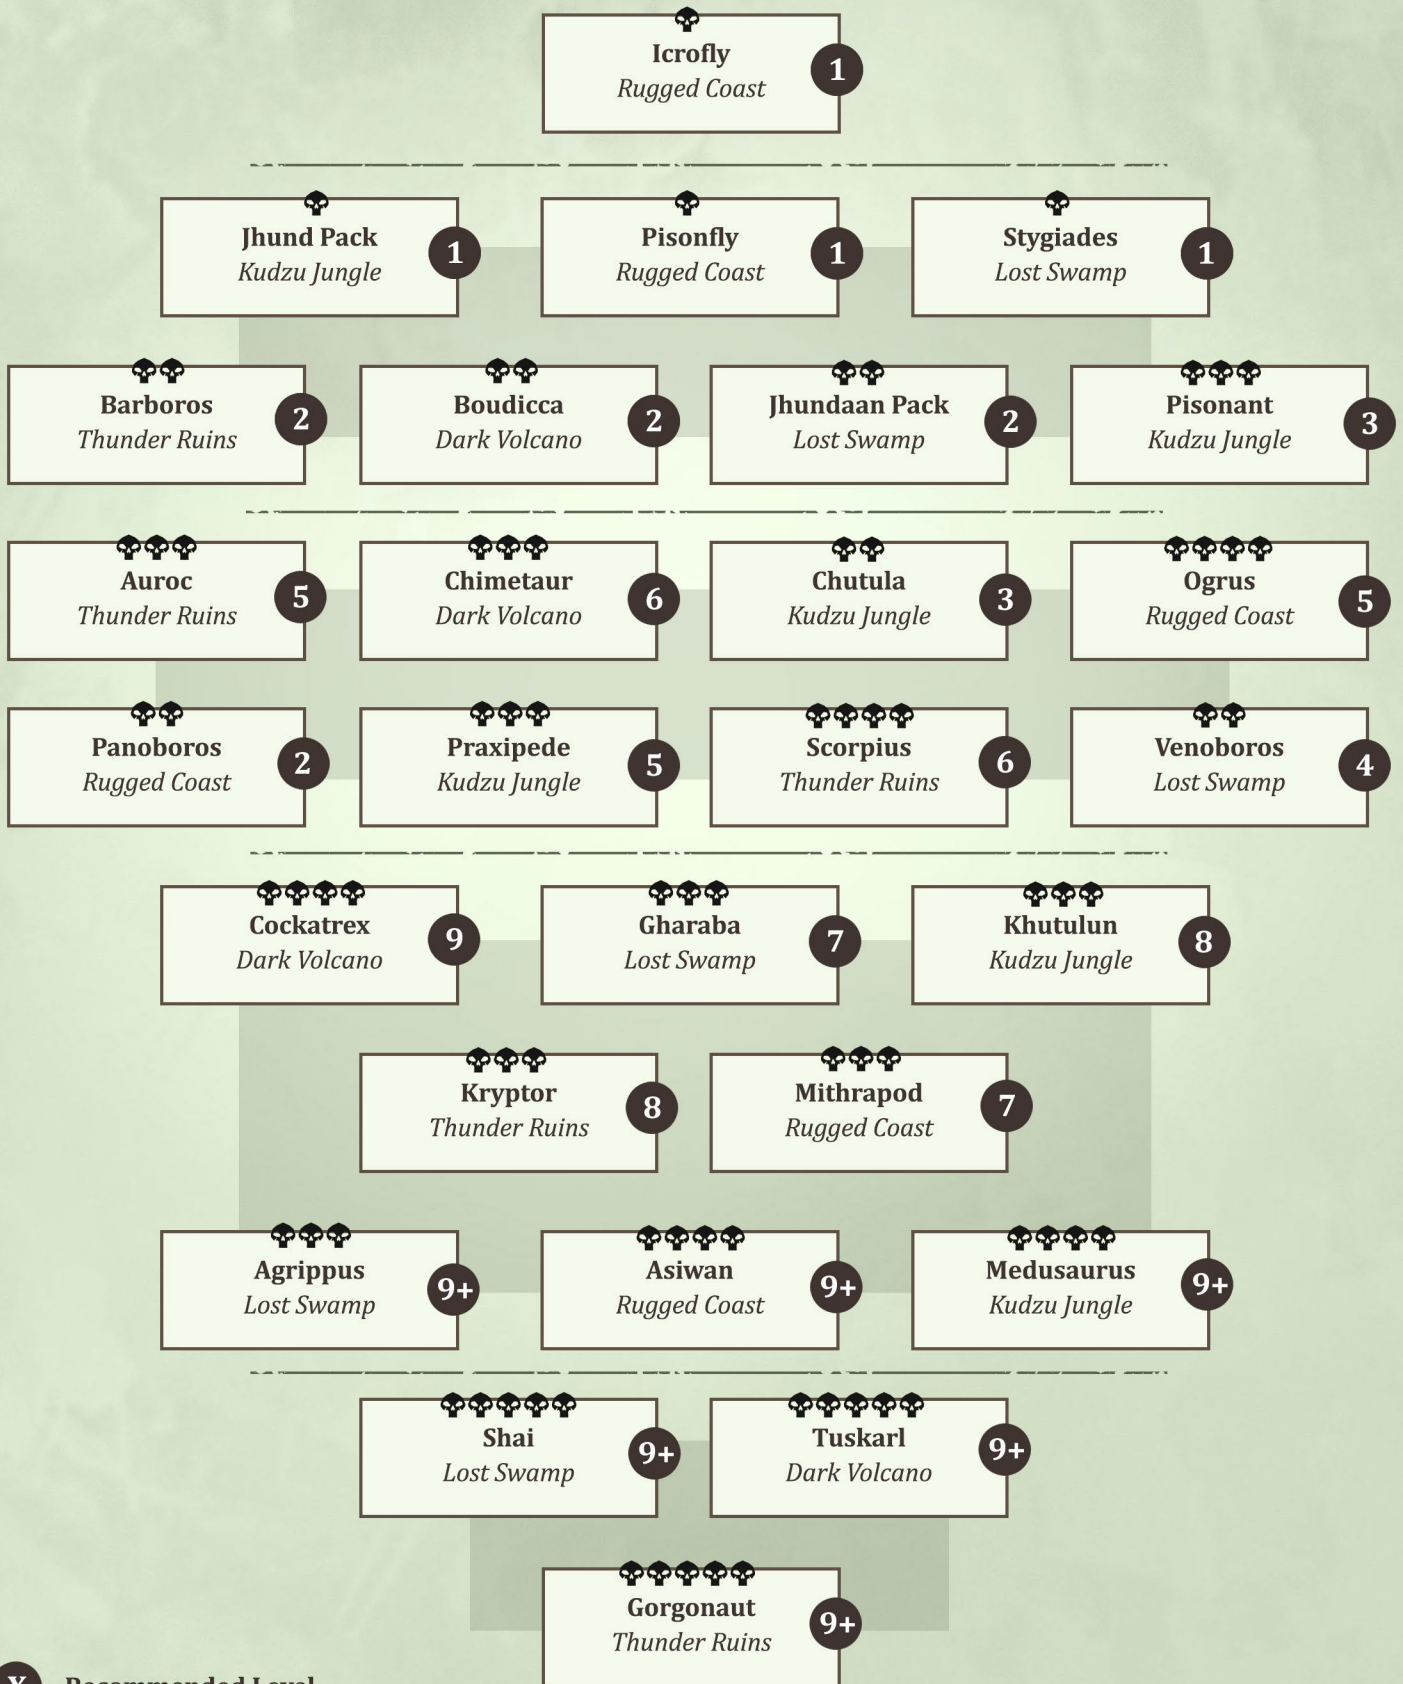 Icrofly
Rugged Coast
1
Jhund Pack
Kudzu Jungle
1
Pisonfly
Rugged Coast
1
Stygiades
Lost Swamp
1
Barboros
Thunder Ruins
2
Boudicca
Dark Volcano
2
Jhundaan Pack
Lost Swamp
2
Pisonant
Kudzu Jungle
3
Auroc
Thunder Ruins
5
Chimetaur
Dark Volcano
6
Chutula
Kudzu Jungle
3
Ogrus
Rugged Coast
5
Panoboros
Rugged Coast
2
Praxipede
Kudzu Jungle
5
Scorpius
Thunder Ruins
6
Venoboros
Lost Swamp
4
Cockatrex
Dark Volcano
9
Gharaba
Lost Swamp
7
Khutulun
Kudzu Jungle
8
Kryptor
Thunder Ruins
8
Mithrapod
Rugged Coast
7
Agrippus
Lost Swamp
9+
Asiwan
Rugged Coast
9+
Medusaurus
Kudzu Jungle
9+
Shai
Lost Swamp
9+
Tuskarl
Dark Volcano
9+
Gorgonaut
Thunder Ruins
9+
X Recommended Level